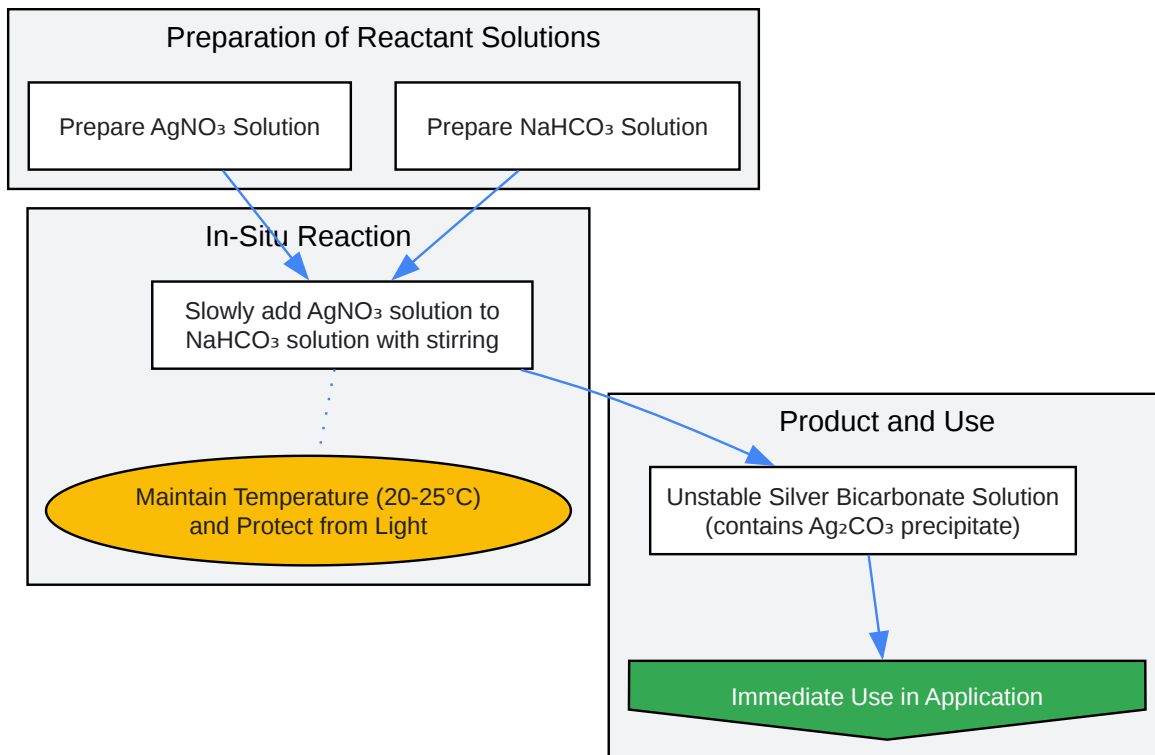 Preparation of Reactant Solutions
Prepare AgNO₃ Solution
Prepare NaHCO₃ Solution
In-Situ Reaction
Slowly add AgNO₃ solution to
NaHCO₃ solution with stirring
Maintain Temperature (20-25°C)
and Protect from Light
Product and Use
Unstable Silver Bicarbonate Solution
(contains Ag₂CO₃ precipitate)
Immediate Use in Application